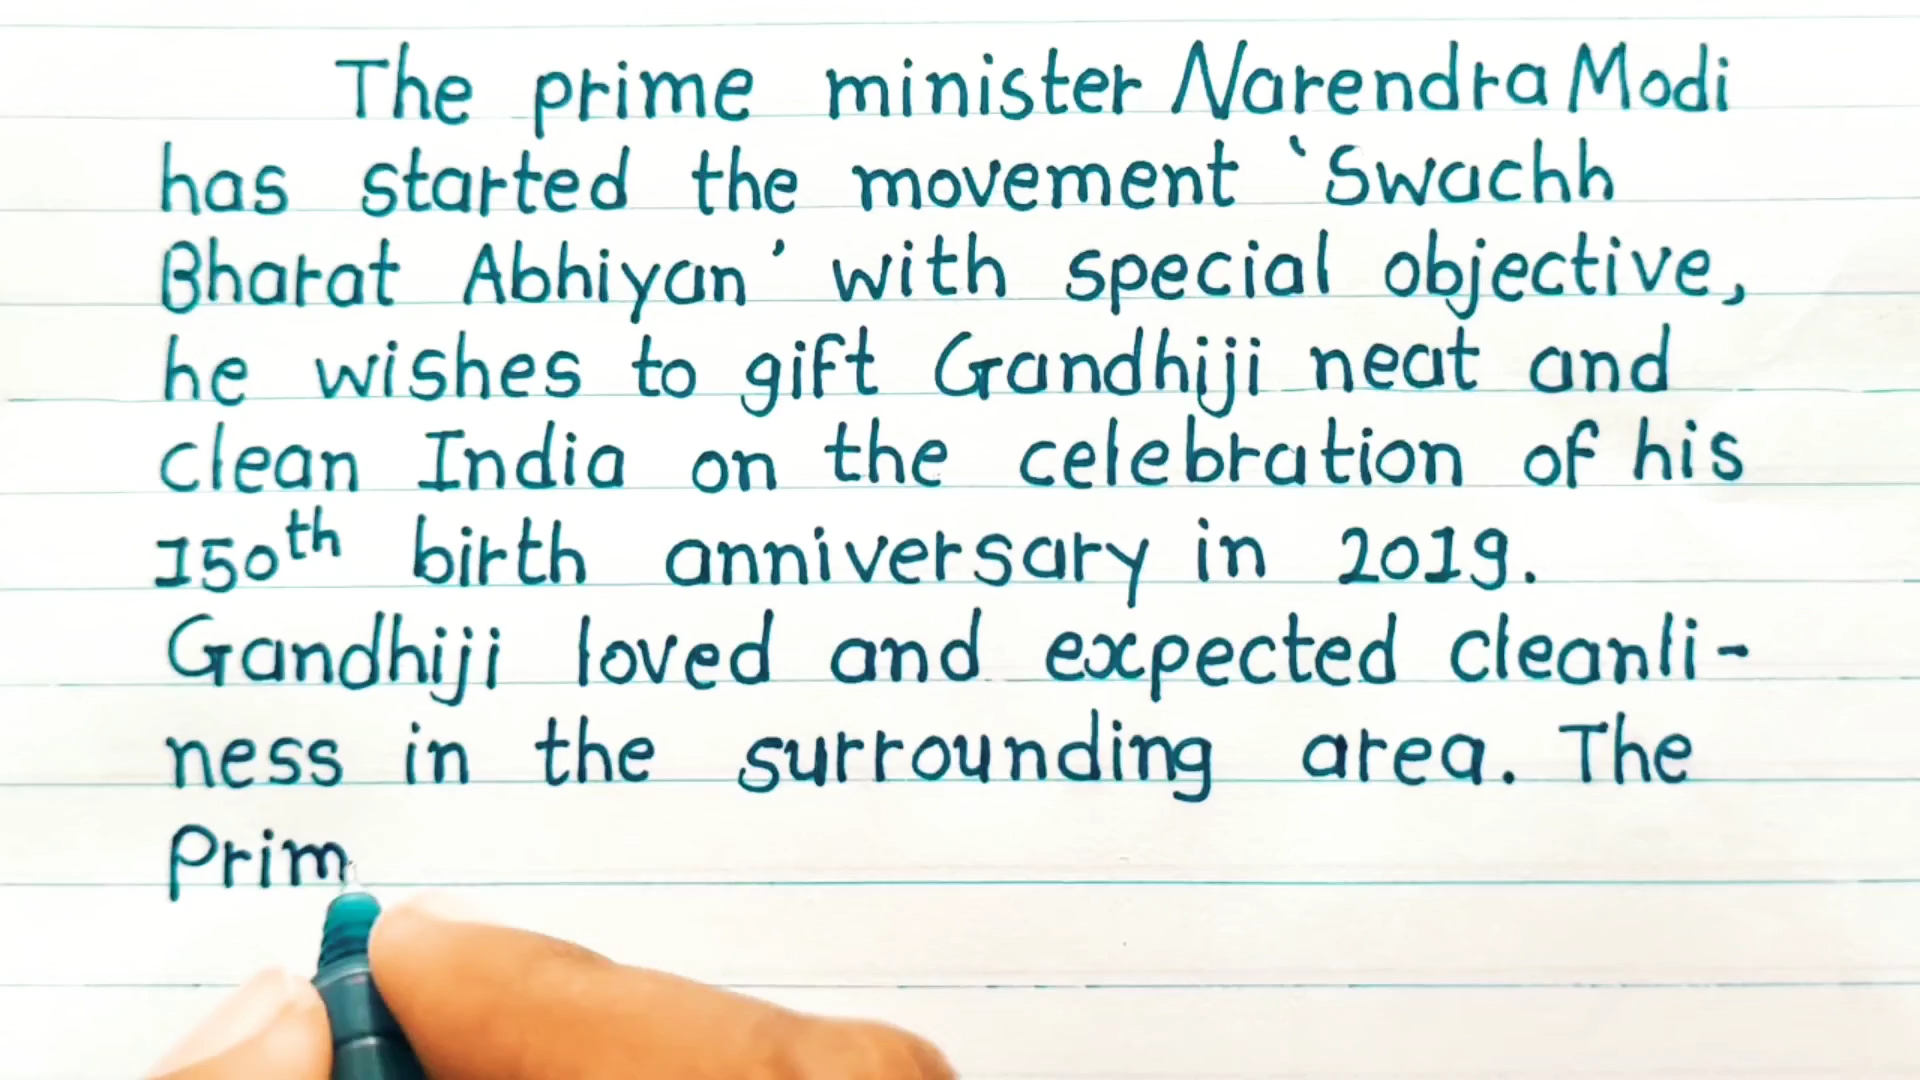 The prime minister Narendra Modi
has started the movement ‘Swachh
Bharat Abhiyan’ with special objective,
he wishes to gift Gandhiji neat and
clean India on the celebration of his
150th birth anniversary in 2019.
Gandhiji loved and expected cleanli-
ness in the surrounding area. The
Prim